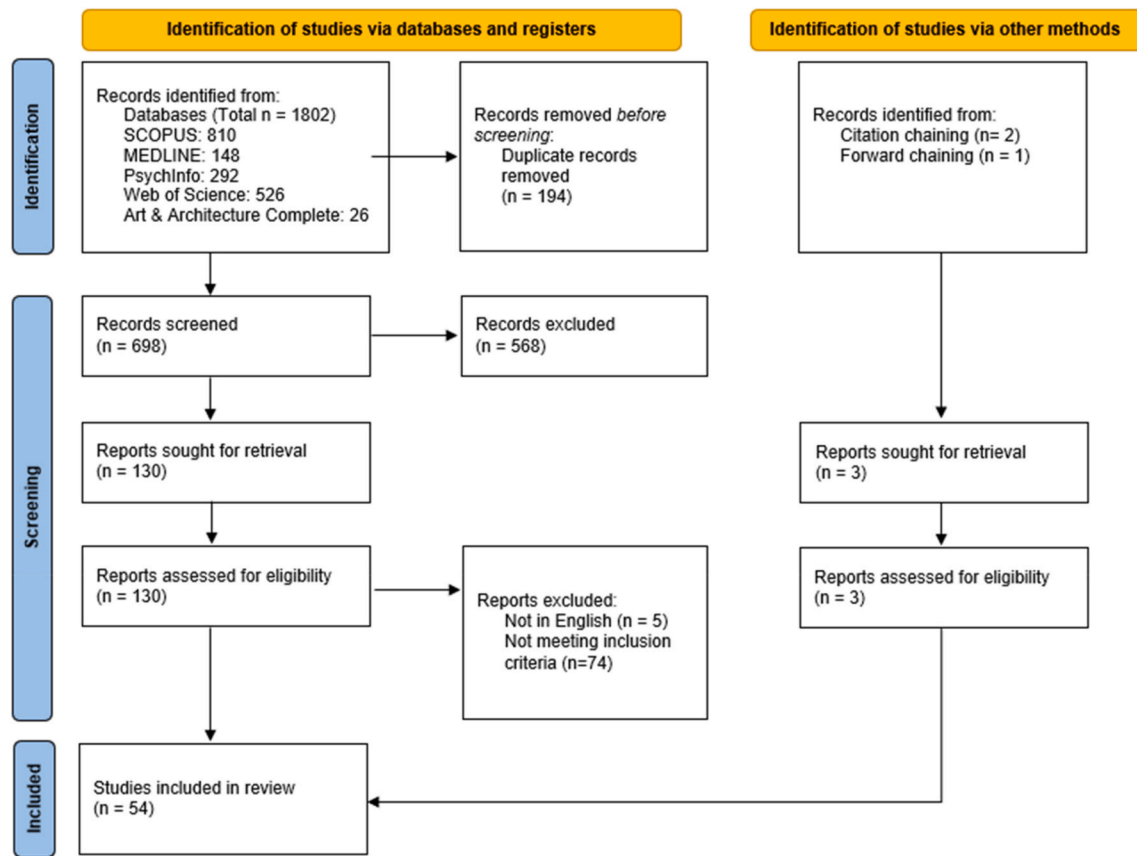 Identification of studies via databases and registers
Identification of studies via other methods
Identification
Records identified from:
Databases (Total n = 1802)
SCOPUS: 810
MEDLINE: 148
PsychInfo: 292
Web of Science: 526
Art & Architecture Complete: 26
Records removed before
screening:
Duplicate records
removed
(n = 194)
Records identified from:
Citation chaining (n= 2)
Forward chaining (n = 1)
Screening
Records screened
(n = 698)
Records excluded
(n = 568)
Reports sought for retrieval
(n = 130)
Reports sought for retrieval
(n = 3)
Reports assessed for eligibility
(n = 130)
Reports excluded:
Not in English (n = 5)
Not meeting inclusion
criteria (n=74)
Reports assessed for eligibility
(n = 3)
Included
Studies included in review
(n = 54)